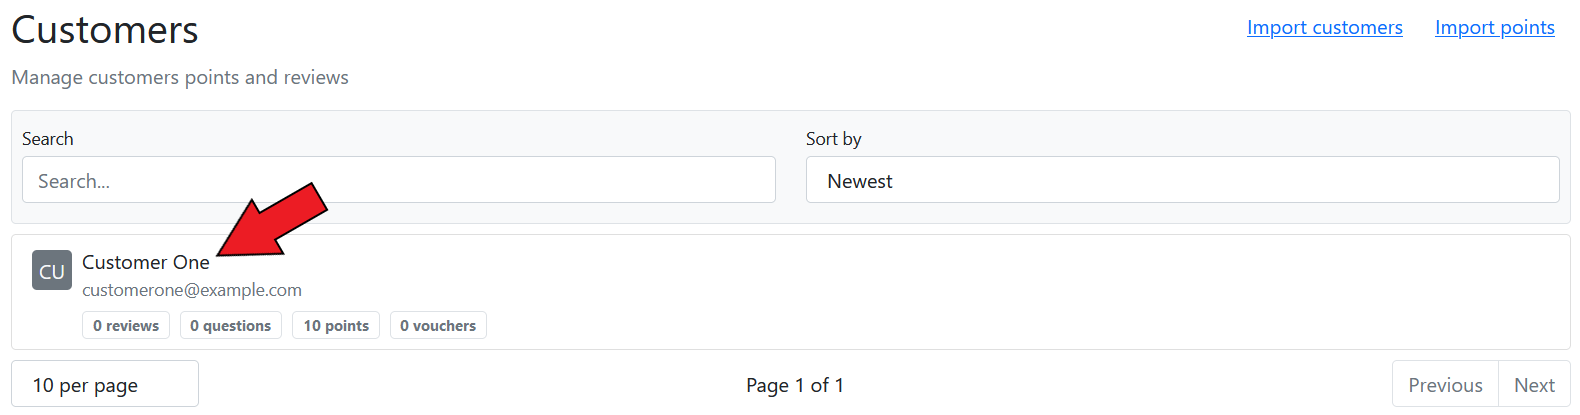 Customers
Import customers Import points
Manage customers points and reviews
Search Sort by
Search... Newest
CU Customer One
customerone@example.com
0 reviews 0 questions 10 points 0 vouchers
10 per page Page 1 of 1 Previous Next